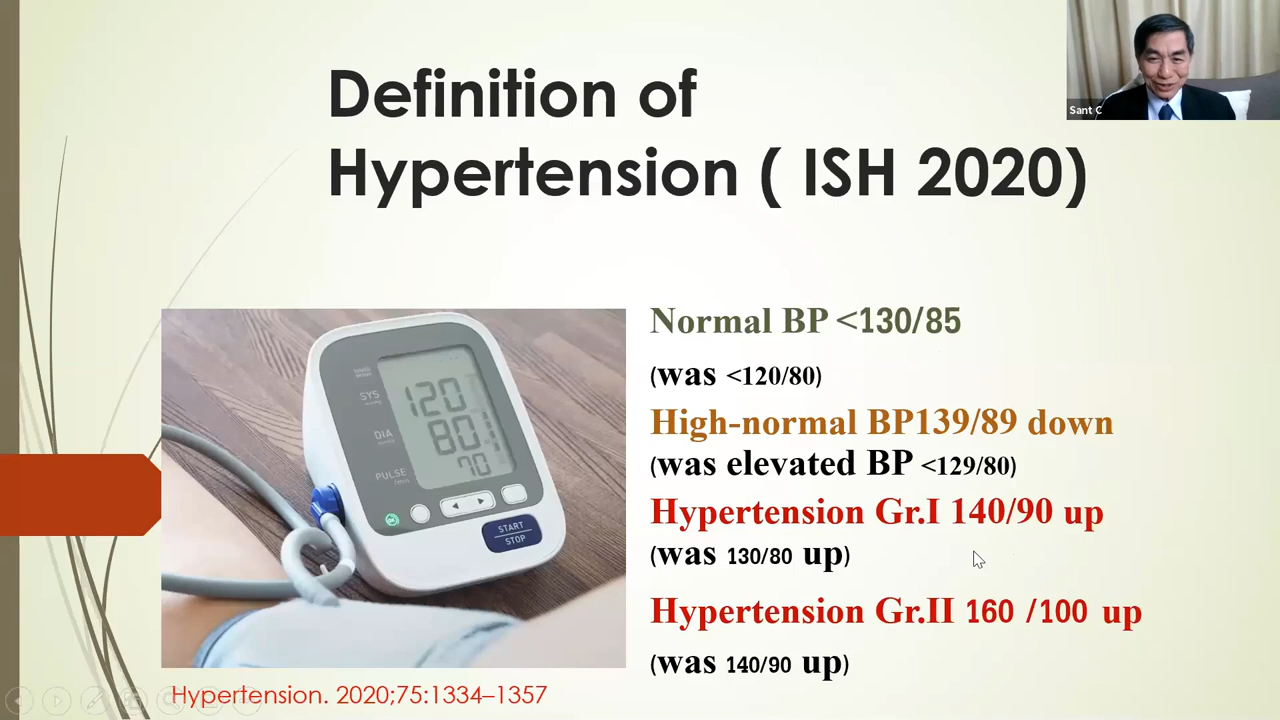 Definition of
Hypertension ( ISH 2020)
Sant C
Normal BP <130/85
(was <120/80)
High-normal BP139/89 down
(was elevated BP <129/80)
Hypertension Gr.I 140/90 up
(was 130/80 up)
Hypertension Gr.II 160 /100 up
(was 140/90 up)
SYS
120
DIA
80
PULSE
70
START
STOP
Hypertension. 2020;75:1334–1357